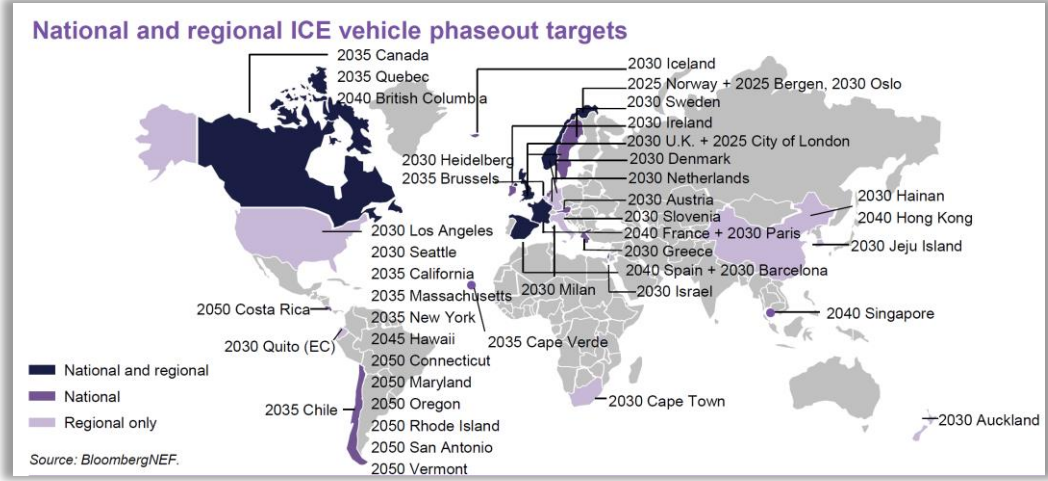 National and regional ICE vehicle phaseout targets
2035 Canada
2035 Quebec
2040 British Columbia
2030 Iceland
2025 Norway + 2025 Bergen, 2030 Oslo
2030 Sweden
2030 Ireland
2030 U.K. + 2025 City of London
2030 Denmark
2030 Netherlands
2030 Heidelberg
2035 Brussels
2030 Austria
2030 Slovenia
2040 France + 2030 Paris
2030 Greece
2040 Spain + 2030 Barcelona
2030 Milan
2030 Israel
2030 Hainan
2040 Hong Kong
2030 Jeju Island
2040 Singapore
2030 Los Angeles
2030 Seattle
2035 California
2035 Massachusetts
2035 New York
2045 Hawaii
2050 Connecticut
2050 Maryland
2050 Oregon
2050 Rhode Island
2050 San Antonio
2050 Vermont
2050 Costa Rica
2030 Quito (EC)
2035 Chile
2035 Cape Verde
2030 Cape Town
2030 Auckland
National and regional
National
Regional only
Source: BloombergNEF.